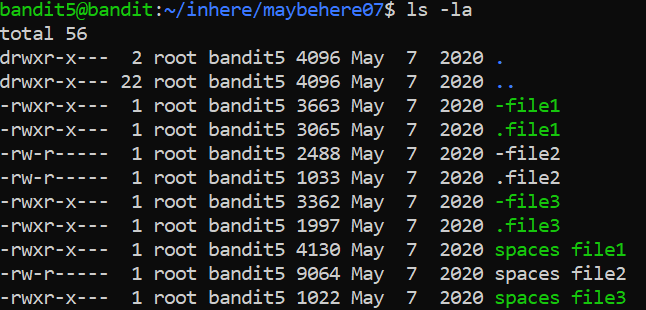 bandit5@bandit:~/inhere/maybehere07$ ls -la
total 56
drwxr-x---  2 root bandit5 4096 May  7  2020 .
drwxr-x--- 22 root bandit5 4096 May  7  2020 ..
-rwxr-x---  1 root bandit5 3663 May  7  2020 -file1
-rwxr-x---  1 root bandit5 3065 May  7  2020 .file1
-rw-r-----  1 root bandit5 2488 May  7  2020 -file2
-rw-r-----  1 root bandit5 1033 May  7  2020 .file2
-rwxr-x---  1 root bandit5 3362 May  7  2020 -file3
-rwxr-x---  1 root bandit5 1997 May  7  2020 .file3
-rwxr-x---  1 root bandit5 4130 May  7  2020 spaces file1
-rw-r-----  1 root bandit5 9064 May  7  2020 spaces file2
-rwxr-x---  1 root bandit5 1022 May  7  2020 spaces file3